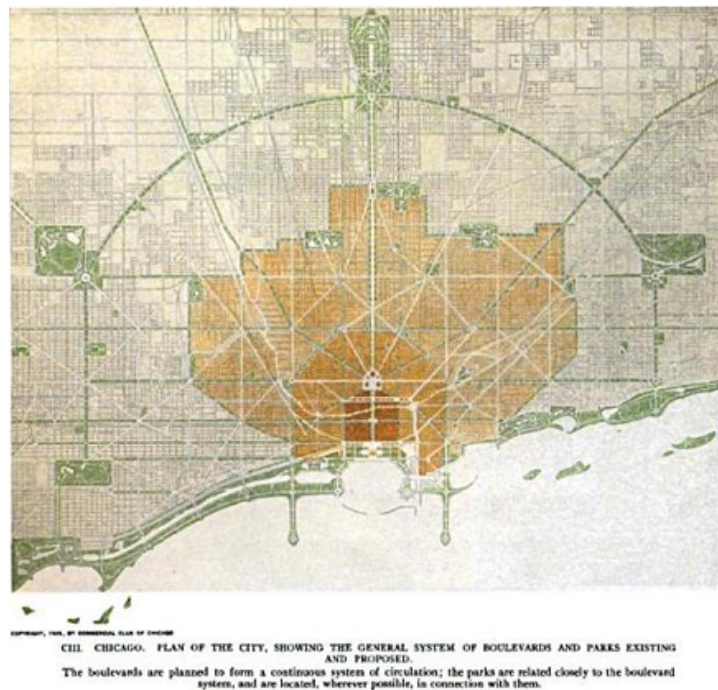 COPYRIGHT, 1909, BY COMMERCIAL CLUB OF CHICAGO
CIII. CHICAGO. PLAN OF THE CITY, SHOWING THE GENERAL SYSTEM OF BOULEVARDS AND PARKS EXISTING
AND PROPOSED.
The boulevards are planned to form a continuous system of circulation; the parks are related closely to the boulevard
system, and are located, wherever possible, in connection with them.